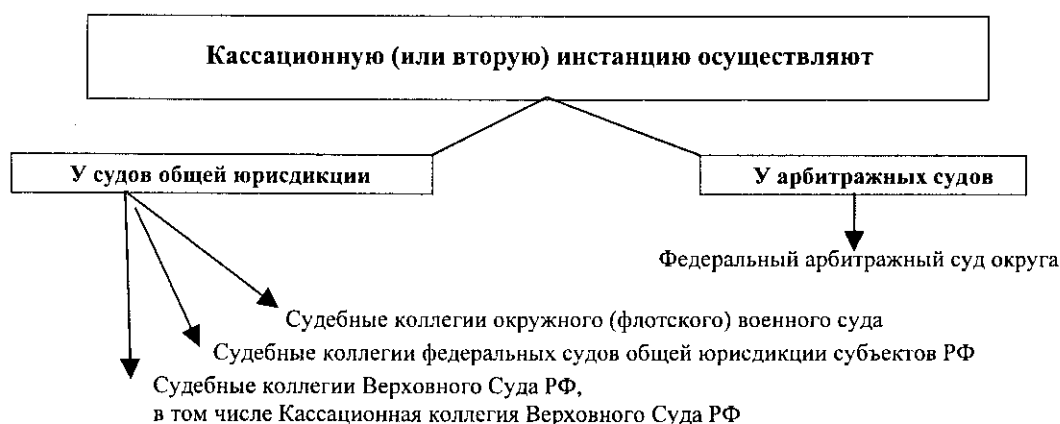 Кассационную (или вторую) инстанцию осуществляют
У судов общей юрисдикции
У арбитражных судов
Федеральный арбитражный суд округа
Судебные коллегии окружного (флотского) военного суда
Судебные коллегии федеральных судов общей юрисдикции субъектов РФ
Судебные коллегии Верховного Суда РФ,
в том числе Кассационная коллегия Верховного Суда РФ